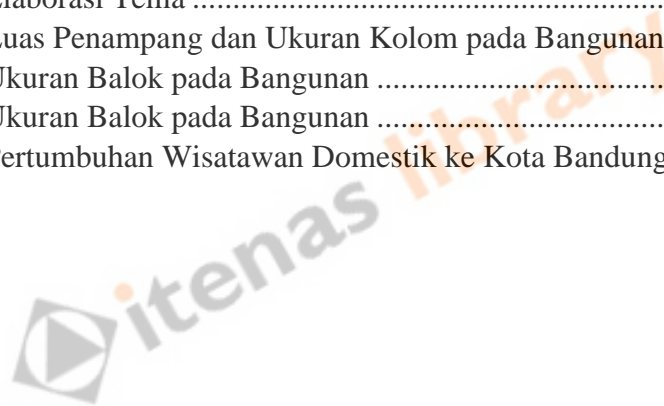 Elaborasi Tema ........................................................................
Luas Penampang dan Ukuran Kolom pada Bangunan
Ukuran Balok pada Bangunan ..........................................
Ukuran Balok pada Bangunan ..........................................
Pertumbuhan Wisatawan Domestik ke Kota Bandung
itenas library